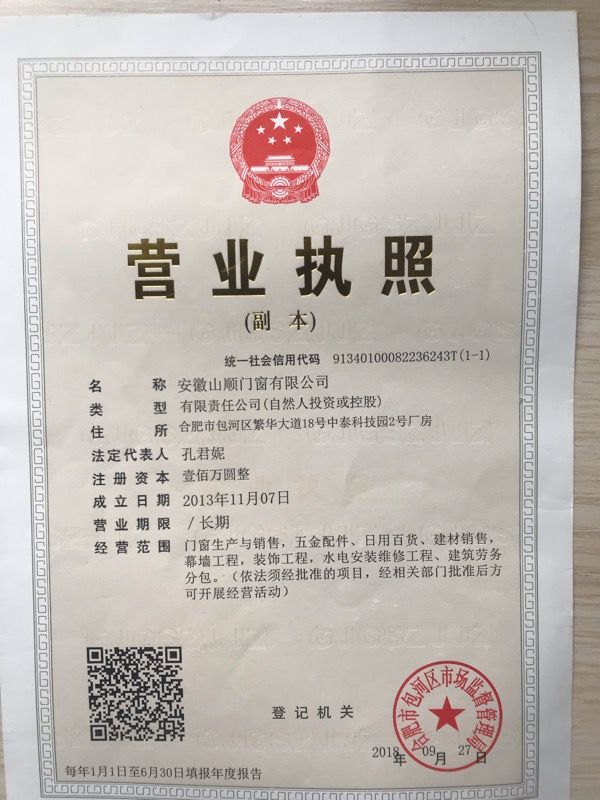 营业执照
(副 本)
统一社会信用代码 91340100082236243T(1-1)
名 称 安徽山顺门窗有限公司
类 型 有限责任公司(自然人投资或控股)
住 所 合肥市包河区繁华大道18号中泰科技园2号厂房
法定代表人 孔君妮
注册资本 壹佰万圆整
成立日期 2013年11月07日
营业期限 /长期
经营范围 门窗生产与销售,五金配件、日用百货、建材销售,
幕墙工程,装饰工程,水电安装维修工程、建筑劳务
分包。(依法须经批准的项目,经相关部门批准后方
可开展经营活动)
登记机关
合肥市包河区市场监督管理局
2018年09月27日
每年1月1日至6月30日填报年度报告